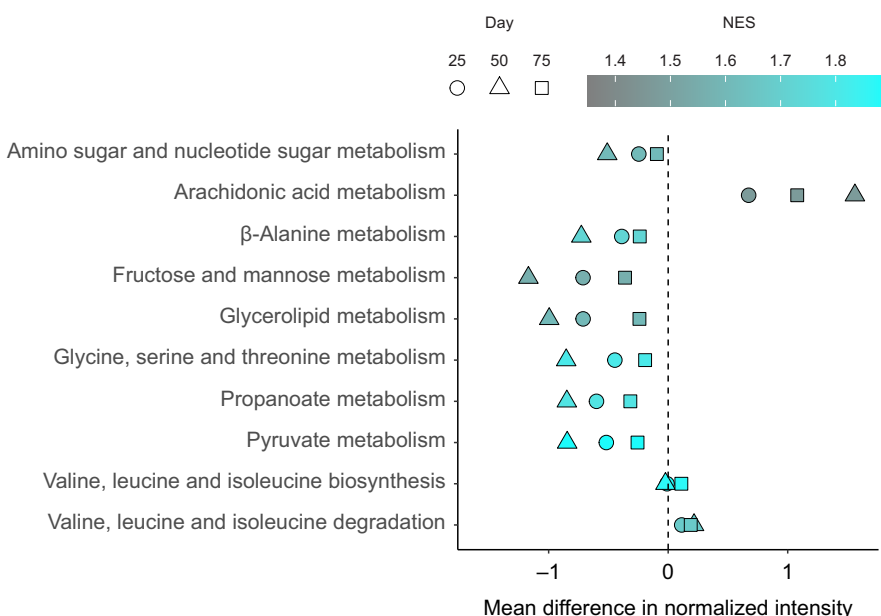 Day NES
25 50 75 1.4 1.5 1.6 1.7 1.8
Amino sugar and nucleotide sugar metabolism
Arachidonic acid metabolism
β-Alanine metabolism
Fructose and mannose metabolism
Glycerolipid metabolism
Glycine, serine and threonine metabolism
Propanoate metabolism
Pyruvate metabolism
Valine, leucine and isoleucine biosynthesis
Valine, leucine and isoleucine degradation
–1 0 1
Mean difference in normalized intensity